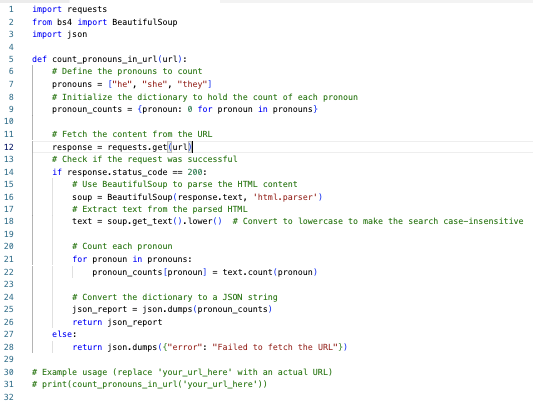 1 import requests
2 from bs4 import BeautifulSoup
3 import json
4
5 def count_pronouns_in_url(url):
6     # Define the pronouns to count
7     pronouns = ["he", "she", "they"]
8     # Initialize the dictionary to hold the count of each pronoun
9     pronoun_counts = {pronoun: 0 for pronoun in pronouns}
10
11     # Fetch the content from the URL
12     response = requests.get(url)
13     # Check if the request was successful
14     if response.status_code == 200:
15         # Use BeautifulSoup to parse the HTML content
16         soup = BeautifulSoup(response.text, 'html.parser')
17         # Extract text from the parsed HTML
18         text = soup.get_text().lower()  # Convert to lowercase to make the search case-insensitive
19
20         # Count each pronoun
21         for pronoun in pronouns:
22             pronoun_counts[pronoun] = text.count(pronoun)
23
24         # Convert the dictionary to a JSON string
25         json_report = json.dumps(pronoun_counts)
26         return json_report
27     else:
28         return json.dumps({"error": "Failed to fetch the URL"})
29
30 # Example usage (replace 'your_url_here' with an actual URL)
31 # print(count_pronouns_in_url('your_url_here'))
32